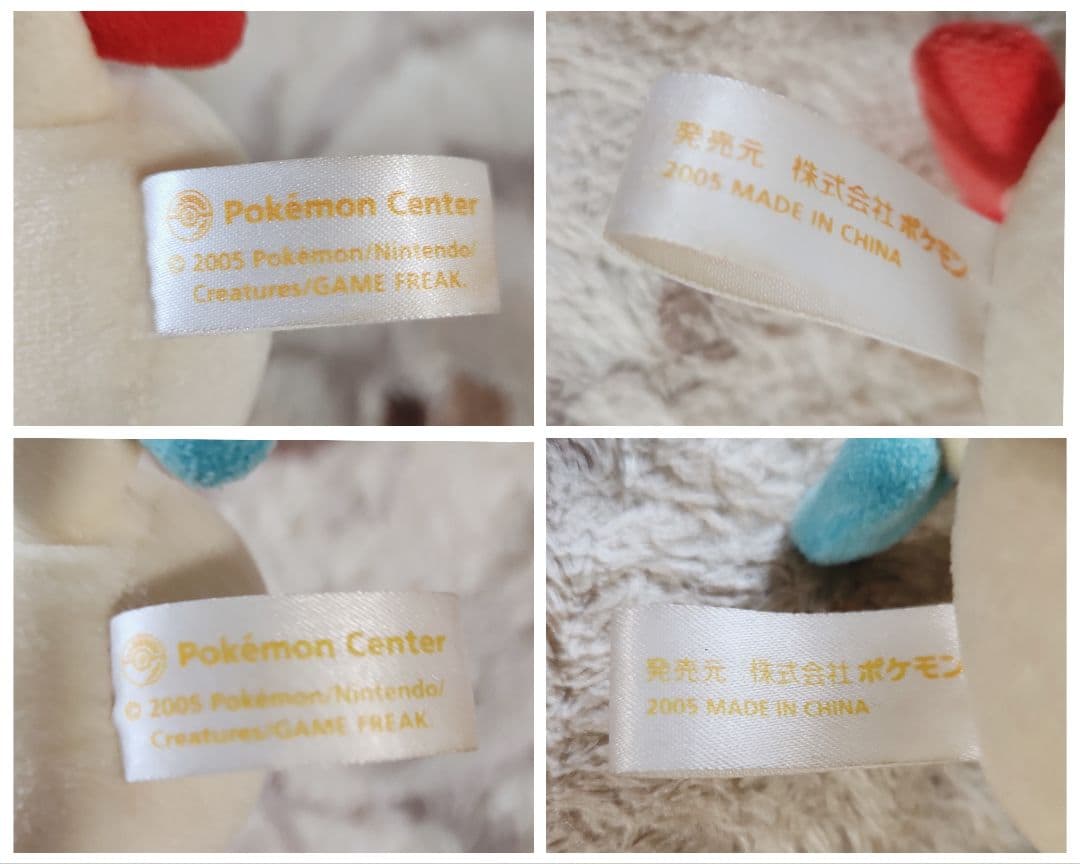 Pokémon Center
© 2005 Pokémon/Nintendo/
Creatures/GAME FREAK.
発売元 株式会社ポケモン
2005 MADE IN CHINA
Pokémon Center
© 2005 Pokémon/Nintendo/
Creatures/GAME FREAK
発売元 株式会社ポケモン
2005 MADE IN CHINA